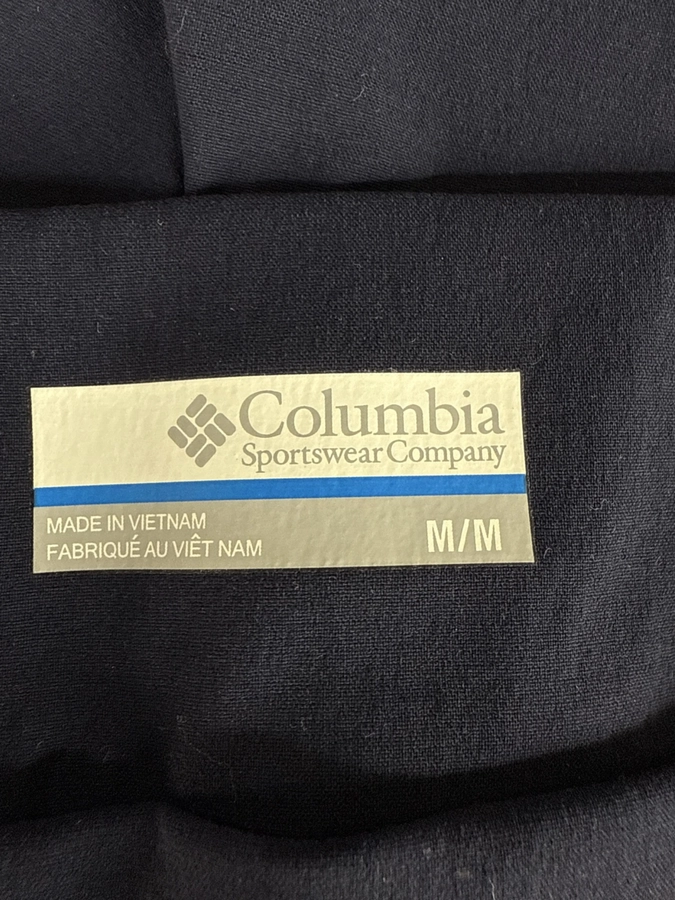 Columbia
Sportswear Company
MADE IN VIETNAM
FABRIQUÉ AU VIÊT NAM
M/M